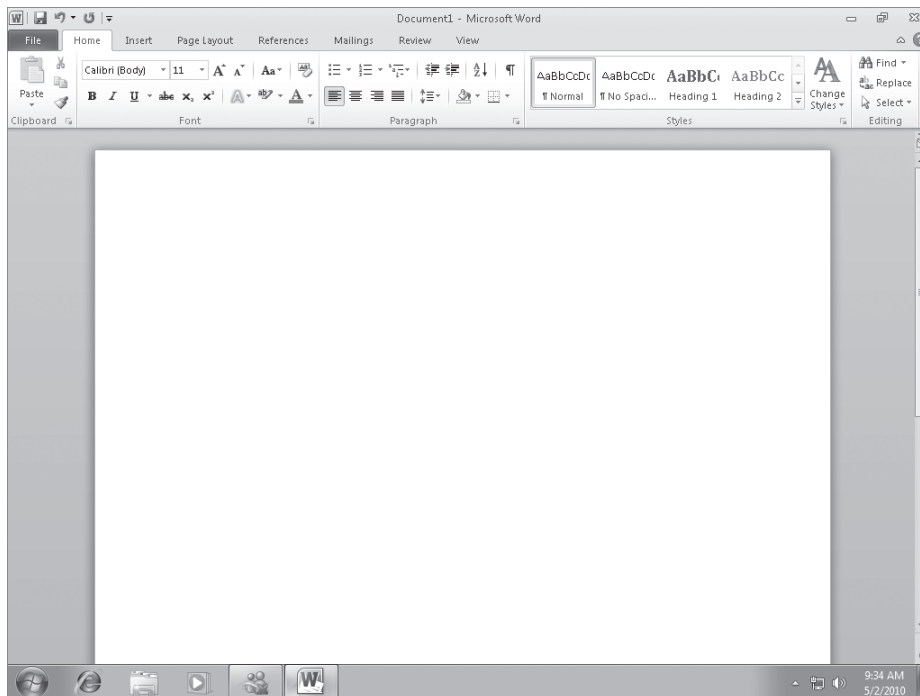 Document1 - Microsoft Word
File Home Insert Page Layout References Mailings Review View
Paste
Calibri (Body) 11
A A Aa
B I U abc x, x² A ab A
AaBbCcDc AaBbCcDc AaBbC AaBbCc
¶ Normal ¶ No Spaci... Heading 1 Heading 2
Change
Styles
Find
Replace
Select
Clipboard Font Paragraph Styles Editing
9:34 AM
5/2/2010